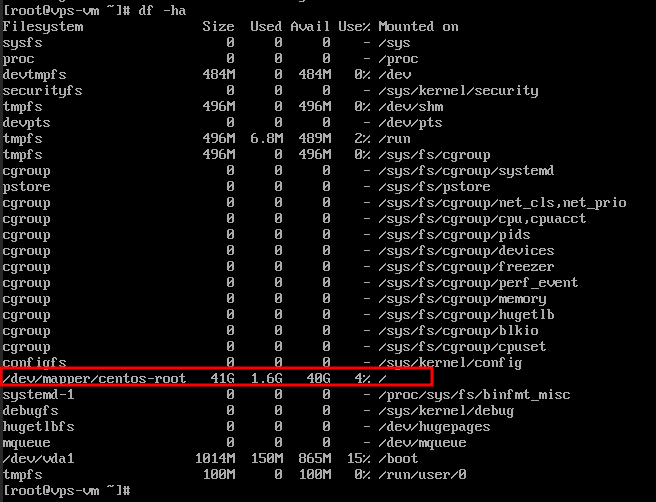 [root@vps-vm ~]# df -ha
Filesystem Size Used Avail Use% Mounted on
sysfs 0 0 0 - /sys
proc 0 0 0 - /proc
devtmpfs 484M 0 484M 0% /dev
securityfs 0 0 0 - /sys/kernel/security
tmpfs 496M 0 496M 0% /dev/shm
devpts 0 0 0 - /dev/pts
tmpfs 496M 6.8M 489M 2% /run
tmpfs 496M 0 496M 0% /sys/fs/cgroup
cgroup 0 0 0 - /sys/fs/cgroup/systemd
pstore 0 0 0 - /sys/fs/pstore
cgroup 0 0 0 - /sys/fs/cgroup/net_cls,net_prio
cgroup 0 0 0 - /sys/fs/cgroup/cpu,cpuacct
cgroup 0 0 0 - /sys/fs/cgroup/pids
cgroup 0 0 0 - /sys/fs/cgroup/devices
cgroup 0 0 0 - /sys/fs/cgroup/freezer
cgroup 0 0 0 - /sys/fs/cgroup/perf_event
cgroup 0 0 0 - /sys/fs/cgroup/memory
cgroup 0 0 0 - /sys/fs/cgroup/hugetlb
cgroup 0 0 0 - /sys/fs/cgroup/blkio
cgroup 0 0 0 - /sys/fs/cgroup/cpuset
configfs 0 0 0 - /sys/kernel/config
/dev/mapper/centos-root 41G 1.6G 40G 4% /
systemd-1 0 0 0 - /proc/sys/fs/binfmt_misc
debugfs 0 0 0 - /sys/kernel/debug
hugetlbfs 0 0 0 - /dev/hugepages
mqueue 0 0 0 - /dev/mqueue
/dev/vda1 1014M 150M 865M 15% /boot
tmpfs 100M 0 100M 0% /run/user/0
[root@vps-vm ~]#